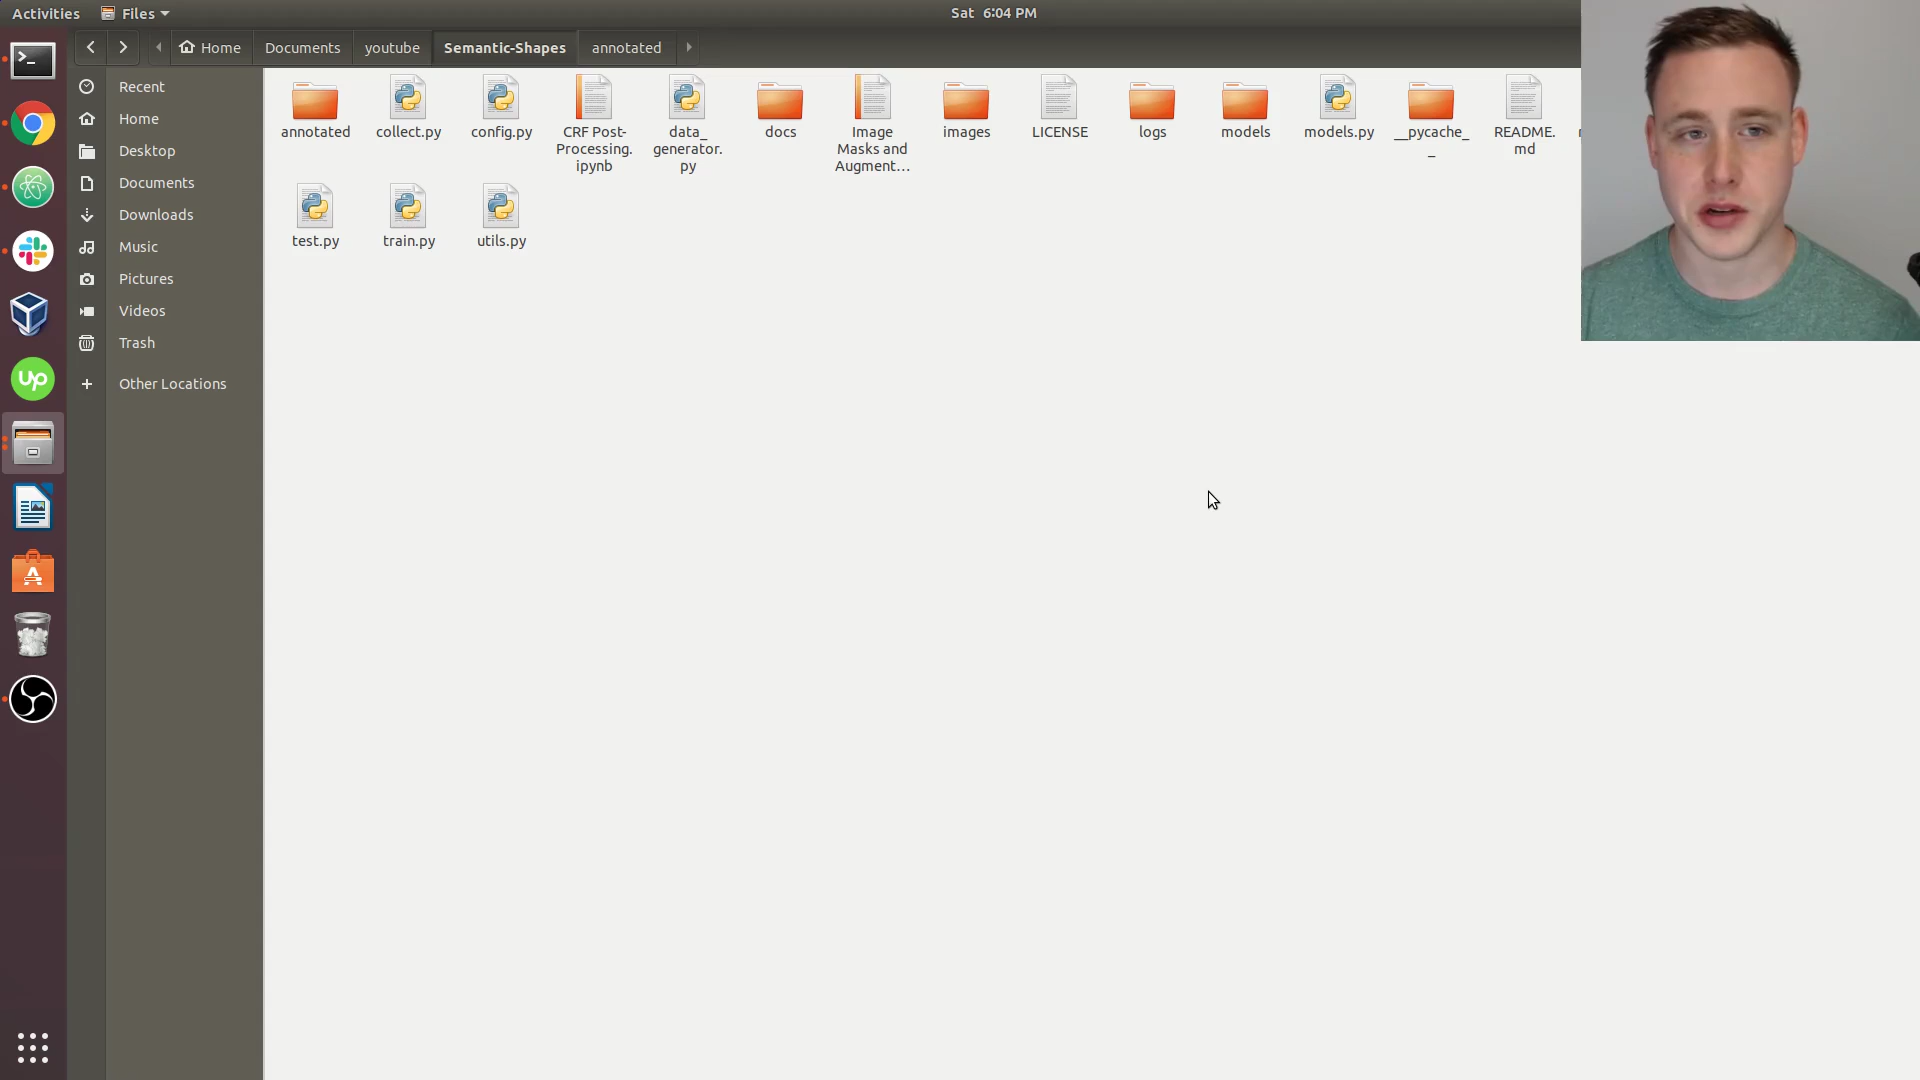 Activities
Files
Sat 6:04 PM
Home
Documents
youtube
Semantic-Shapes
annotated
Recent
Home
Desktop
Documents
Downloads
Music
Pictures
Videos
Trash
Other Locations
annotated
collect.py
config.py
CRF Post-
Processing.
ipynb
data_
generator.
py
docs
Image
Masks and
Augment...
images
LICENSE
logs
models
models.py
__pycache_
_
README.
md
test.py
train.py
utils.py
up